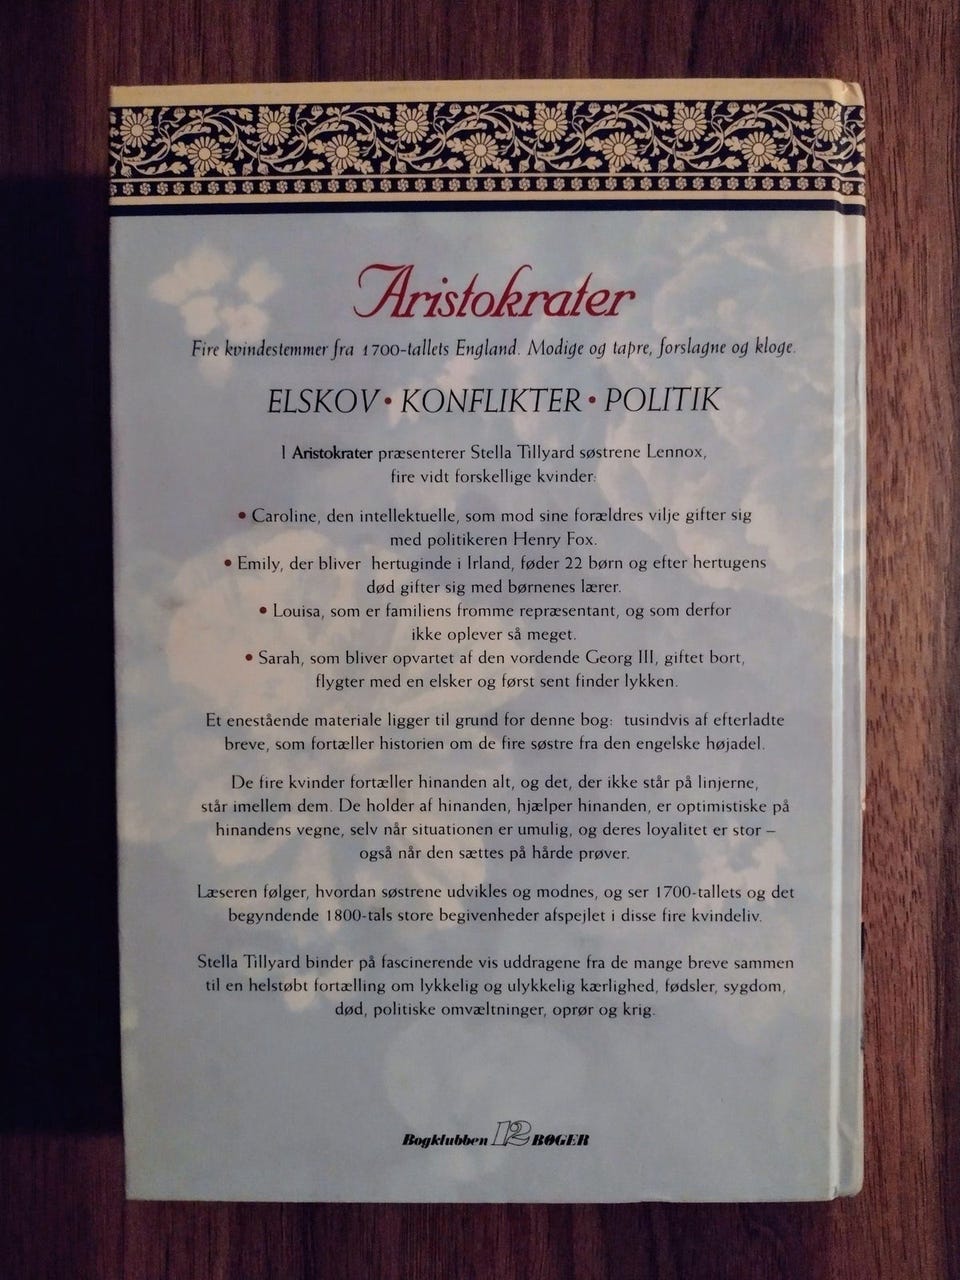 Aristokrater
Fire kvindestemmer fra 1700-tallets England. Modige og tapre, forslagne og kloge.
ELSKOV • KONFLIKTER • POLITIK
I Aristokrater præsenterer Stella Tillyard søstrene Lennox,
fire vidt forskellige kvinder:
• Caroline, den intellektuelle, som mod sine forældres vilje gifter sig
med politikeren Henry Fox.
• Emily, der bliver hertuginde i Irland, føder 22 børn og efter hertugens
død gifter sig med børnenes lærer.
• Louisa, som er familiens fromme repræsentant, og som derfor
ikke oplever så meget.
• Sarah, som bliver opvartet af den vordende Georg III, giftet bort,
flygter med en elsker og først sent finder lykken.
Et enestående materiale ligger til grund for denne bog: tusindvis af efterladte
breve, som fortæller historien om de fire søstre fra den engelske højadel.
De fire kvinder fortæller hinanden alt, og det, der ikke står på linjerne,
står imellem dem. De holder af hinanden, hjælper hinanden, er optimistiske på
hinandens vegne, selv når situationen er umulig, og deres loyalitet er stor –
også når den sættes på hårde prøver.
Læseren følger, hvordan søstrene udvikles og modnes, og ser 1700-tallets og det
begyndende 1800-tals store begivenheder afspejlet i disse fire kvindeliv.
Stella Tillyard binder på fascinerende vis uddragene fra de mange breve sammen
til en helstøbt fortælling om lykkelig og ulykkelig kærlighed, fødsler, sygdom,
død, politiske omvæltninger, oprør og krig.
Bogklubben 12 BØGER